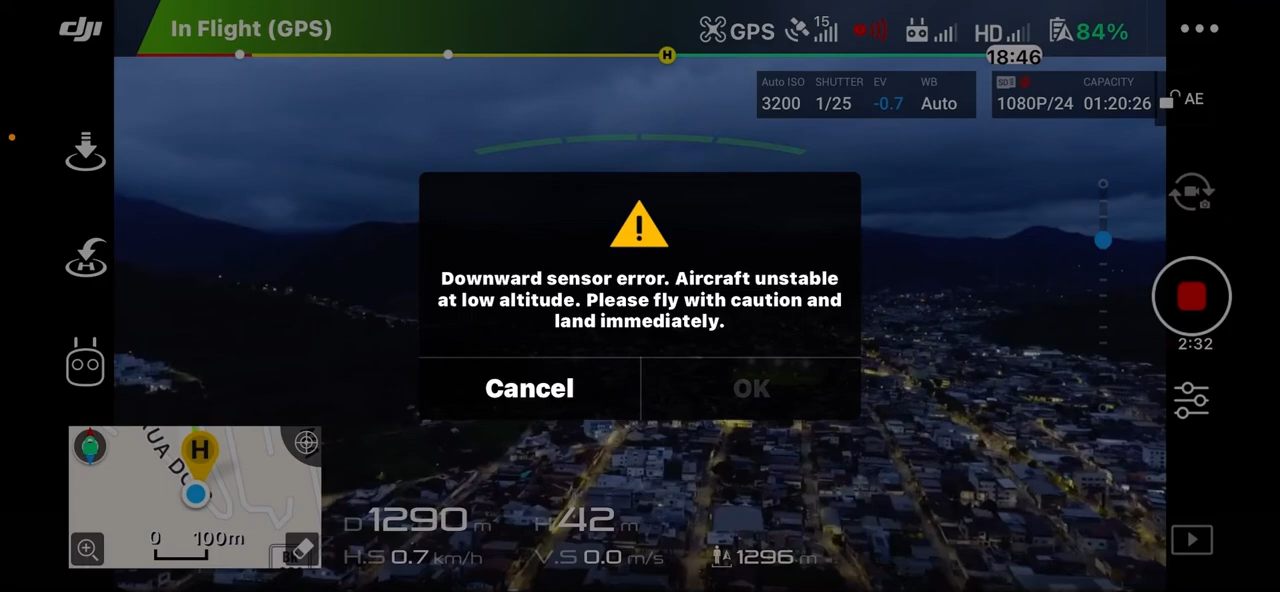 dji
In Flight (GPS)
GPS
15
HD
84%
18:46
Auto ISO SHUTTER EV WB
3200 1/25 -0.7 Auto
SD CAPACITY
1080P/24 01:20:26
AE
H
Downward sensor error. Aircraft unstable
at low altitude. Please fly with caution and
land immediately.
Cancel OK
2:32
H
0 100m
D 1290 m H 42 m
H.S 0.7 km/h V.S 0.0 m/s 1296 m